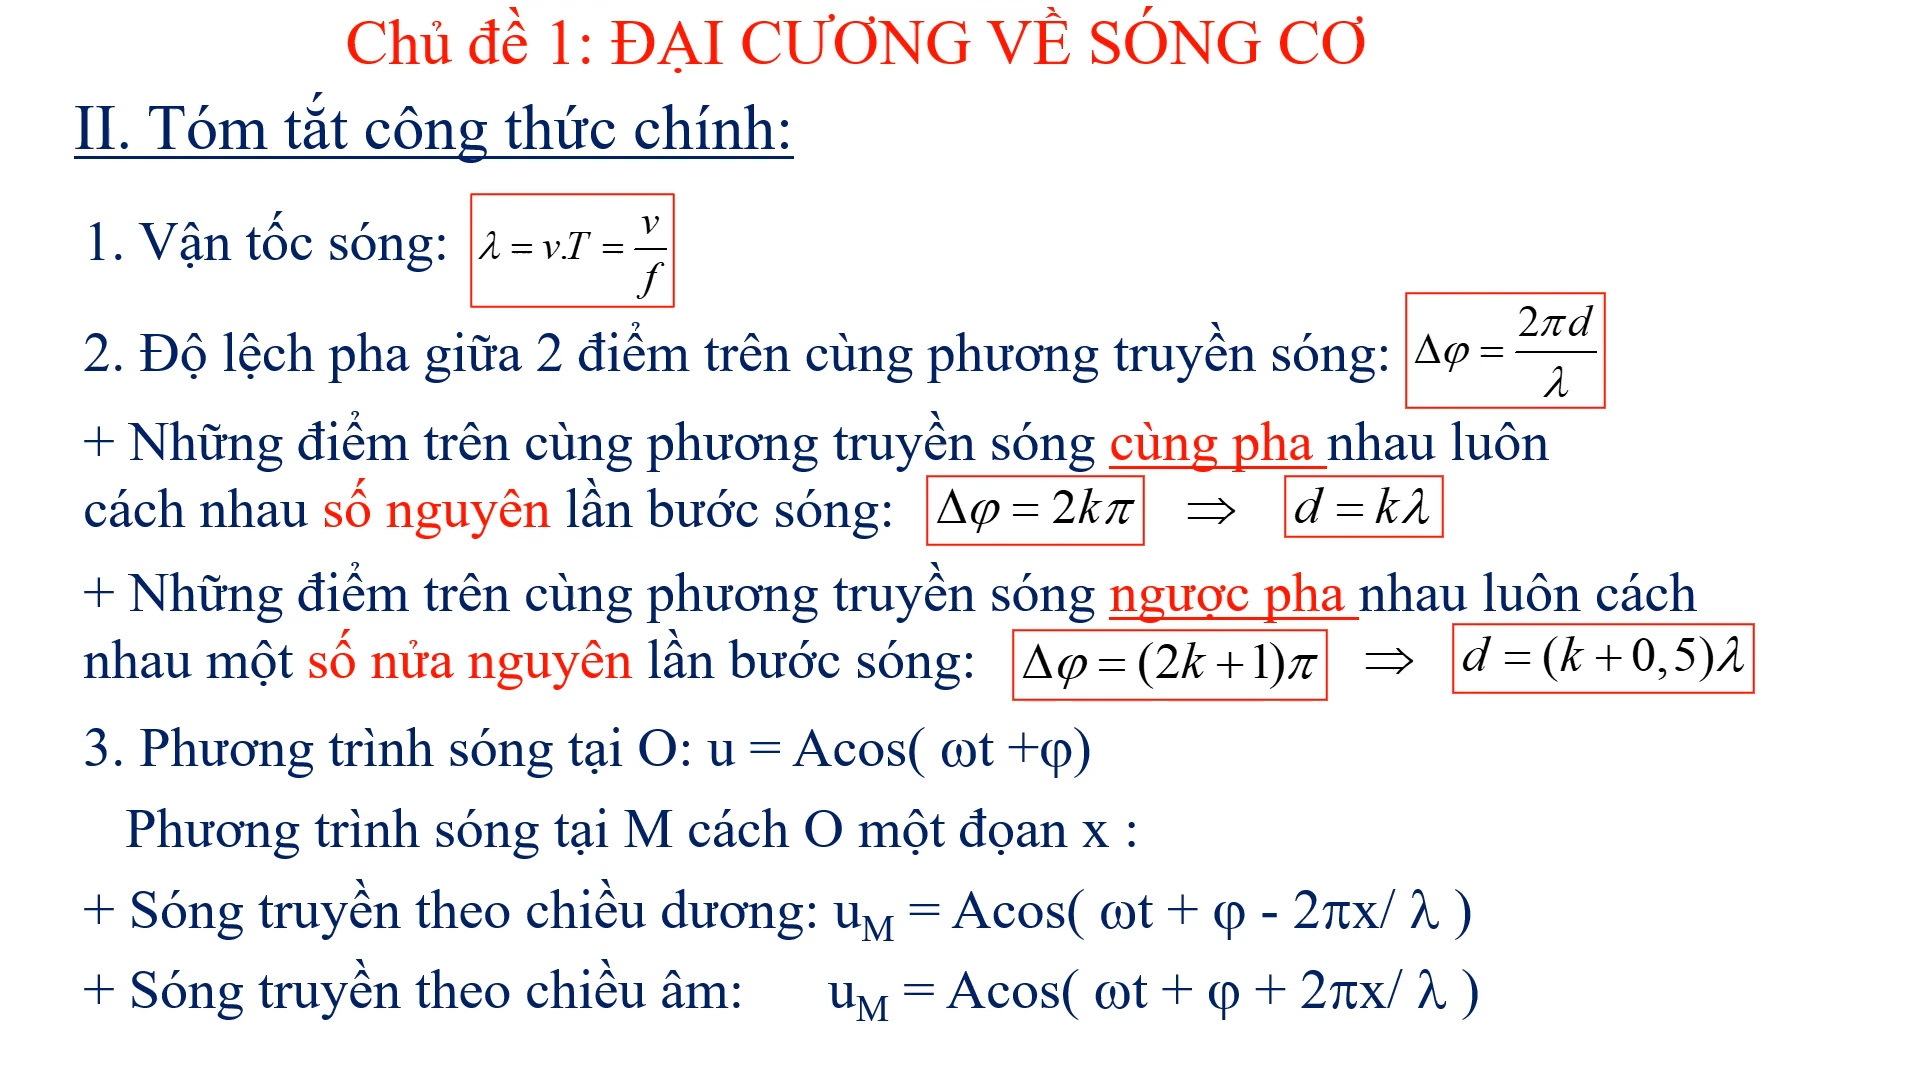 Chủ đề 1: ĐẠI CƯƠNG VỀ SÓNG CƠ
II. Tóm tắt công thức chính:
1. Vận tốc sóng: λ = v.T = v/f
2. Độ lệch pha giữa 2 điểm trên cùng phương truyền sóng: Δφ = 2πd/λ
+ Những điểm trên cùng phương truyền sóng cùng pha nhau luôn
cách nhau số nguyên lần bước sóng: Δφ = 2kπ ⇒ d = kλ
+ Những điểm trên cùng phương truyền sóng ngược pha nhau luôn cách
nhau một số nửa nguyên lần bước sóng: Δφ = (2k+1)π ⇒ d = (k+0,5)λ
3. Phương trình sóng tại O: u = Acos( ωt +φ)
Phương trình sóng tại M cách O một đọan x :
+ Sóng truyền theo chiều dương: uM = Acos( ωt + φ - 2πx/ λ )
+ Sóng truyền theo chiều âm: uM = Acos( ωt + φ + 2πx/ λ )